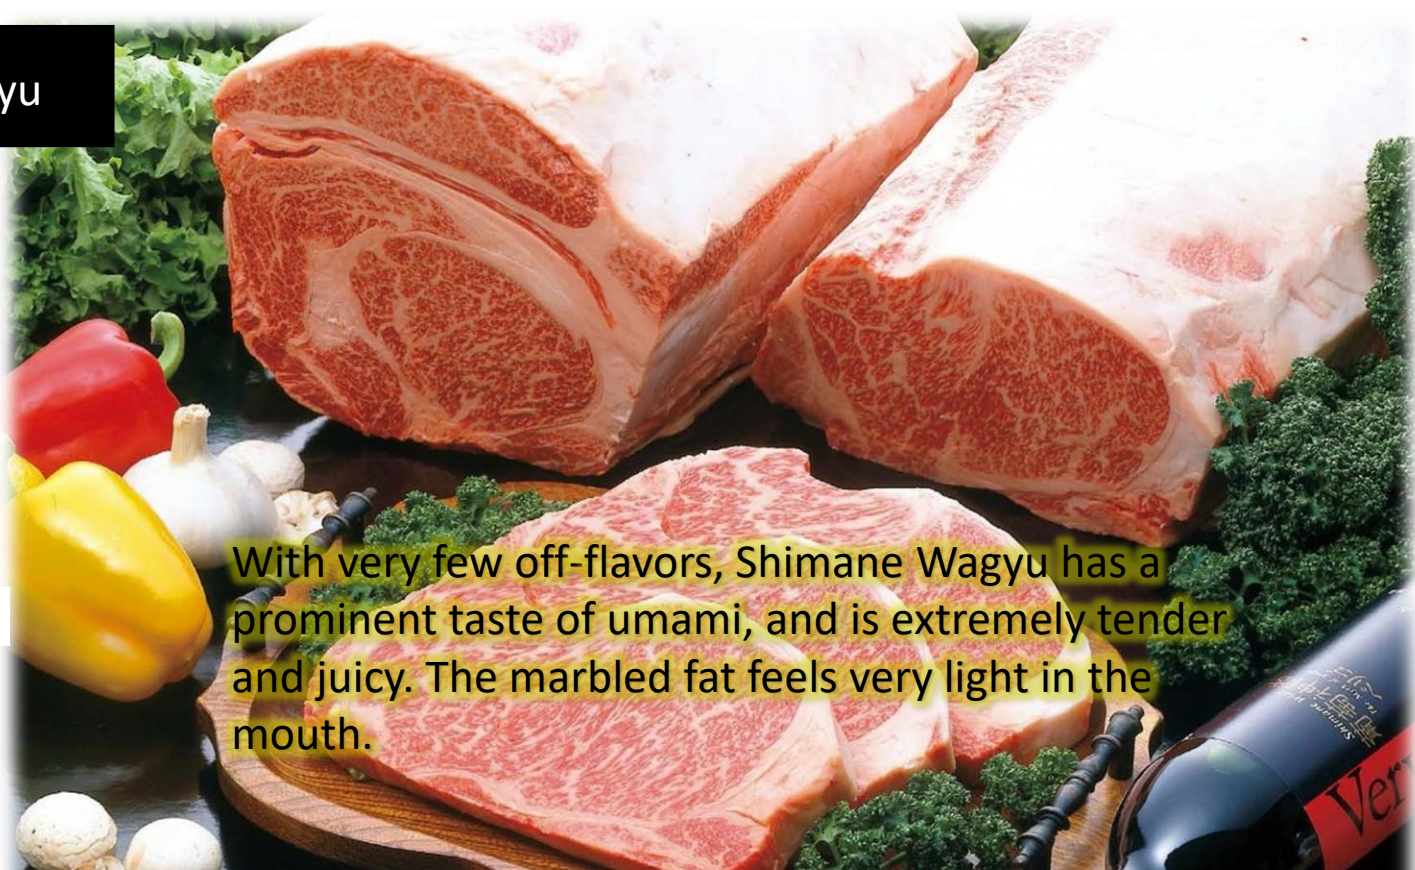 yu
With very few off-flavors, Shimane Wagyu has a
prominent taste of umami, and is extremely tender
and juicy. The marbled fat feels very light in the
mouth.
Shimane
Ver